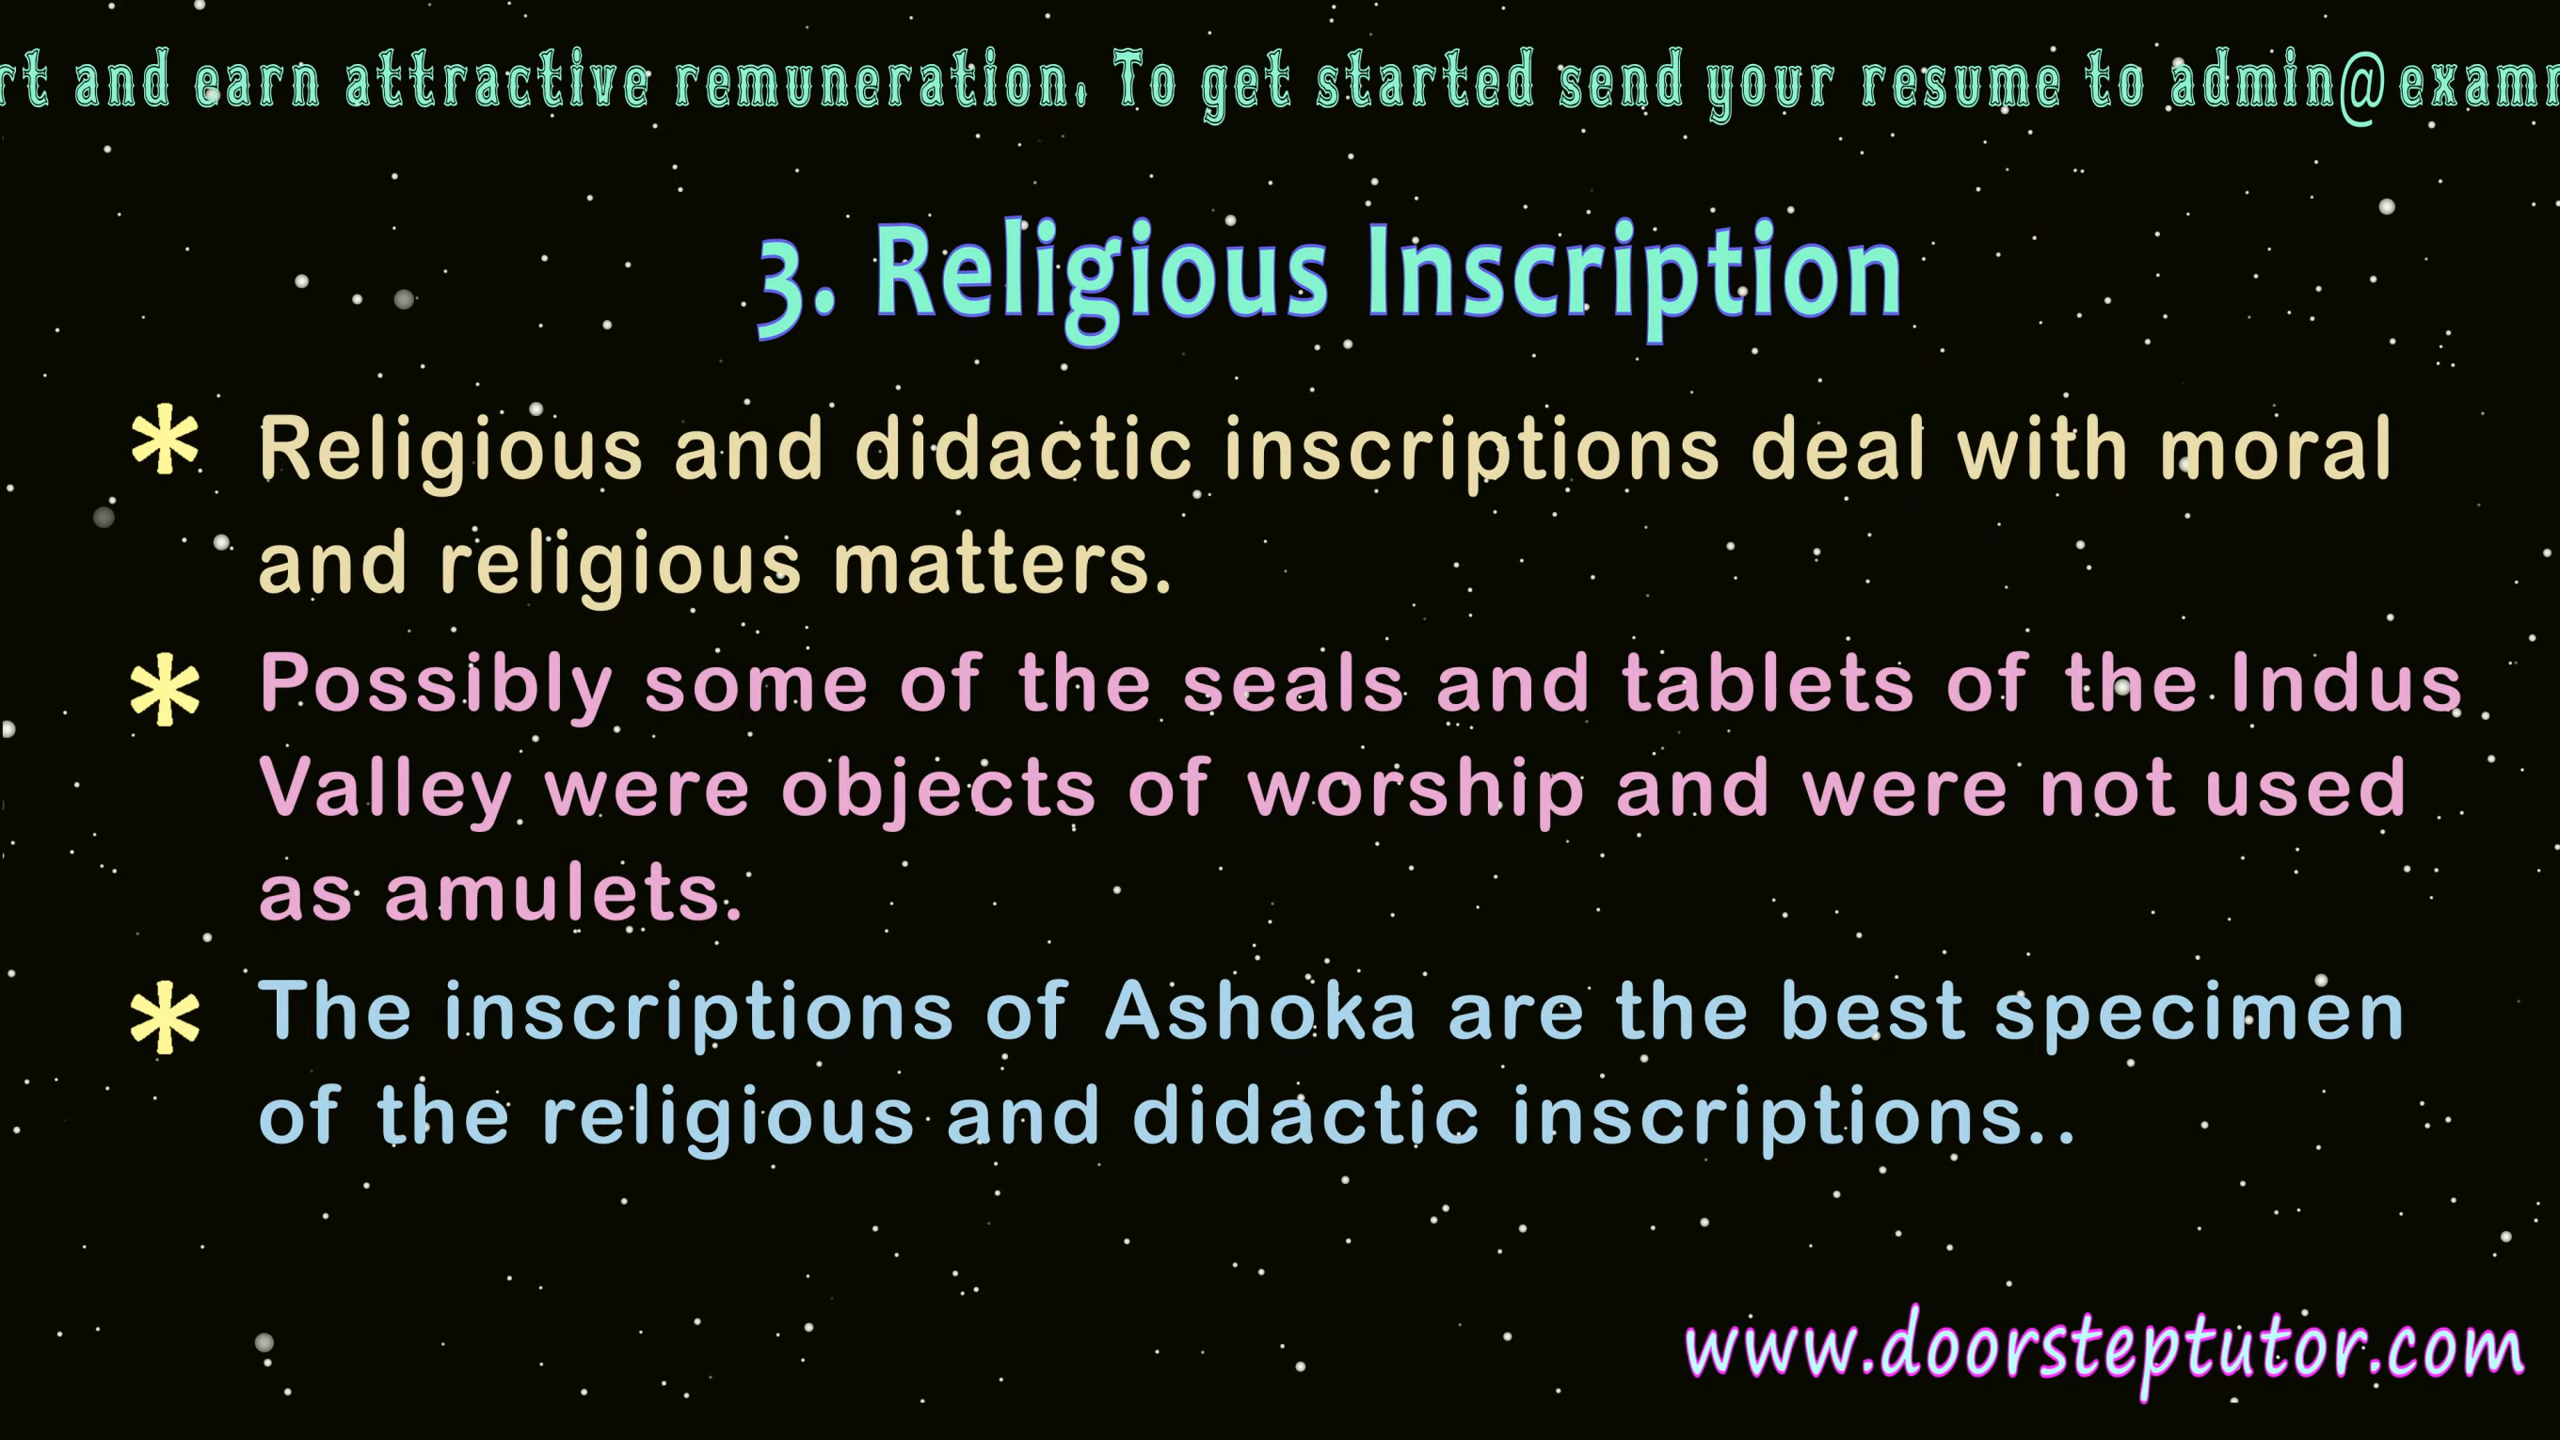 and earn attractive remuneration. To get started send your resume to
3. Religious Inscription
* Religious and didactic inscriptions deal with moral
and religious matters.
* Possibly some of the seals and tablets of the Indus
Valley were objects of worship and were not used
as amulets.
* The inscriptions of Ashoka are the best specimen
of the religious and didactic inscriptions..
www.doorsteptutor.com